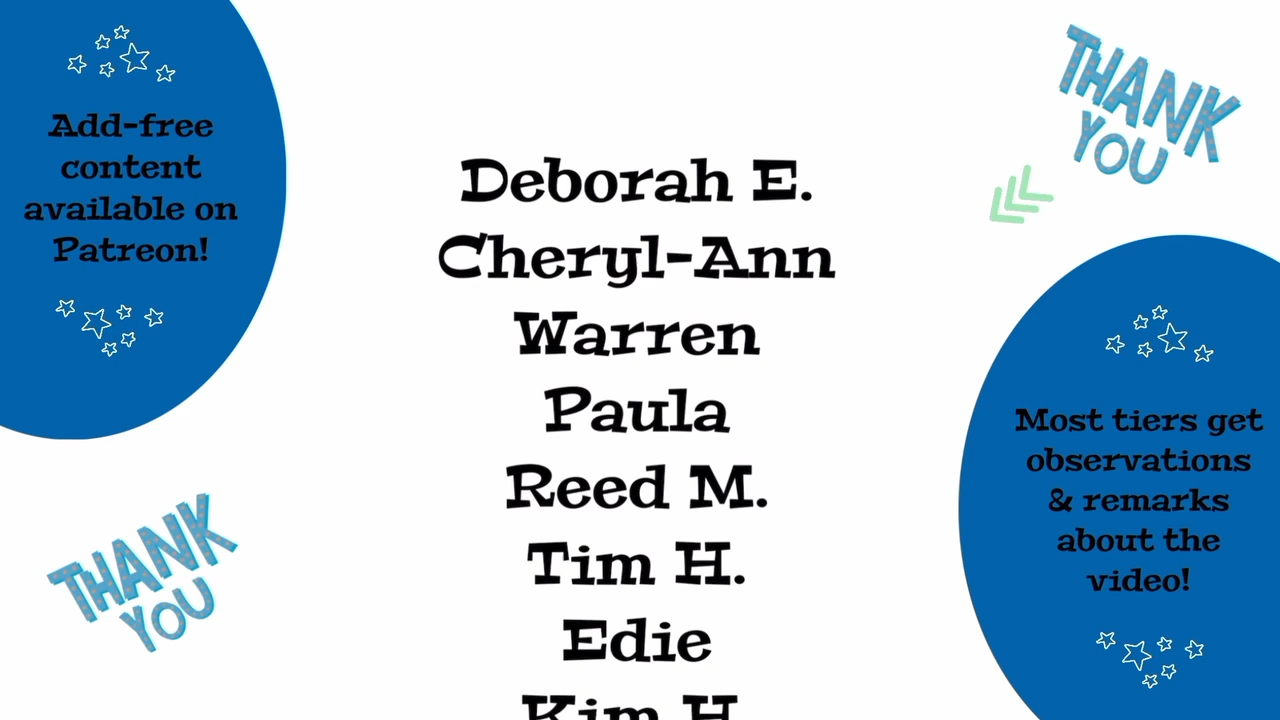 Add-free
content
available on
Patreon!
THANK
YOU
Deborah E.
Cheryl-Ann
Warren
Paula
Reed M.
Tim H.
Edie
Kim H.
THANK
YOU
Most tiers get
observations
& remarks
about the
video!